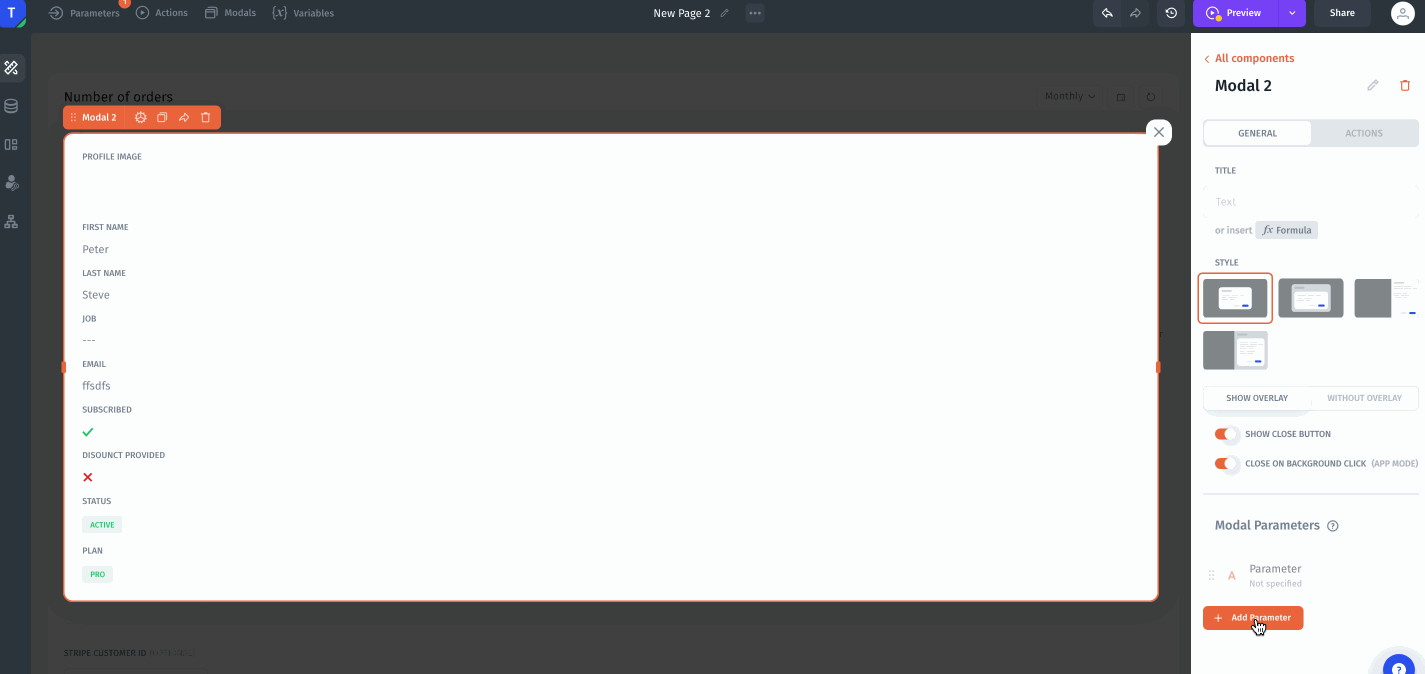 T
Parameters
1
Actions
Modals
{x} Variables
New Page 2
Preview
Share
Number of orders
Monthly
Modal 2
PROFILE IMAGE
FIRST NAME
Peter
LAST NAME
Steve
JOB
---
EMAIL
ffsdfs
SUBSCRIBED
DISOUNCT PROVIDED
STATUS
ACTIVE
PLAN
PRO
STRIPE CUSTOMER ID
All components
Modal 2
GENERAL
ACTIONS
TITLE
Text
or insert fx Formula
STYLE
SHOW OVERLAY
WITHOUT OVERLAY
SHOW CLOSE BUTTON
CLOSE ON BACKGROUND CLICK (APP MODE)
Modal Parameters ?
A Parameter
Not specified
+ Add Parameter
?